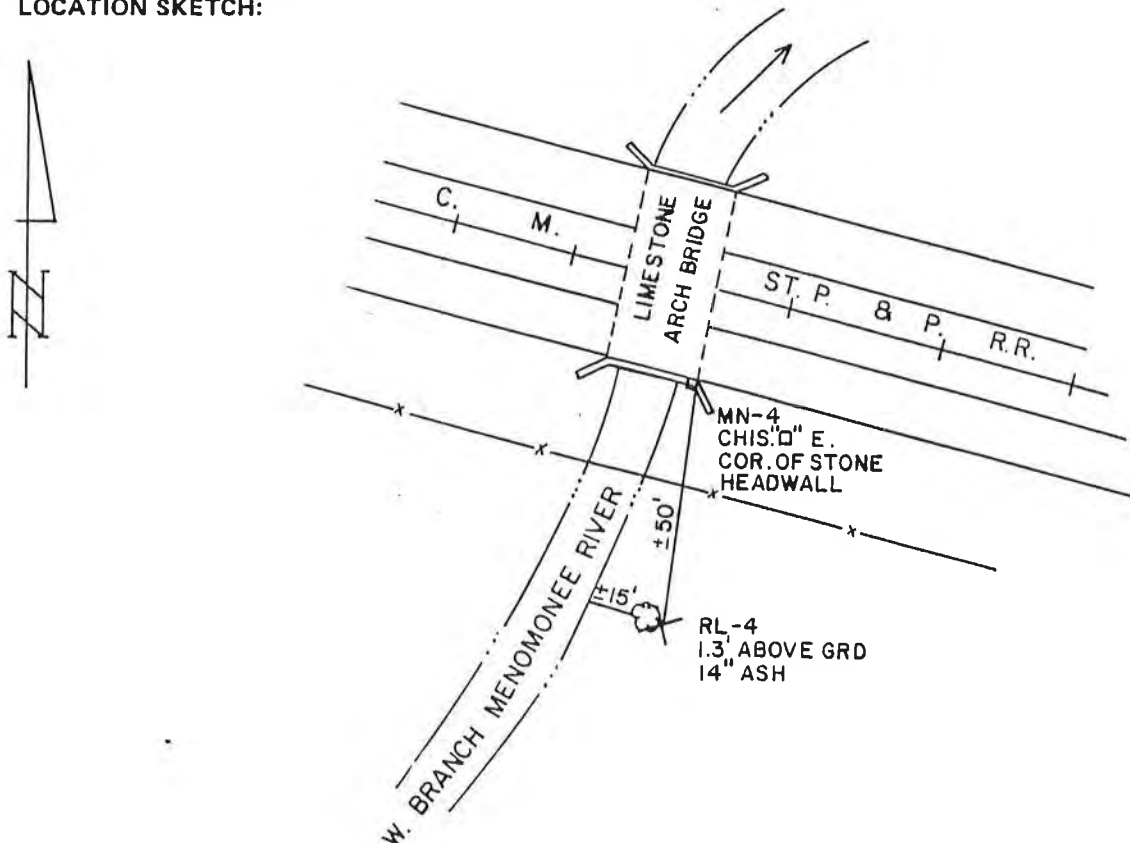 LOCATION SKETCH:
N
C. M. ST. P. & P. R.R.
LIMESTONE
ARCH BRIDGE
MN-4
CHIS."□" E.
COR. OF STONE
HEADWALL
±50'
±15'
W. BRANCH MENOMONEE RIVER
RL-4
1.3' ABOVE GRD
14" ASH